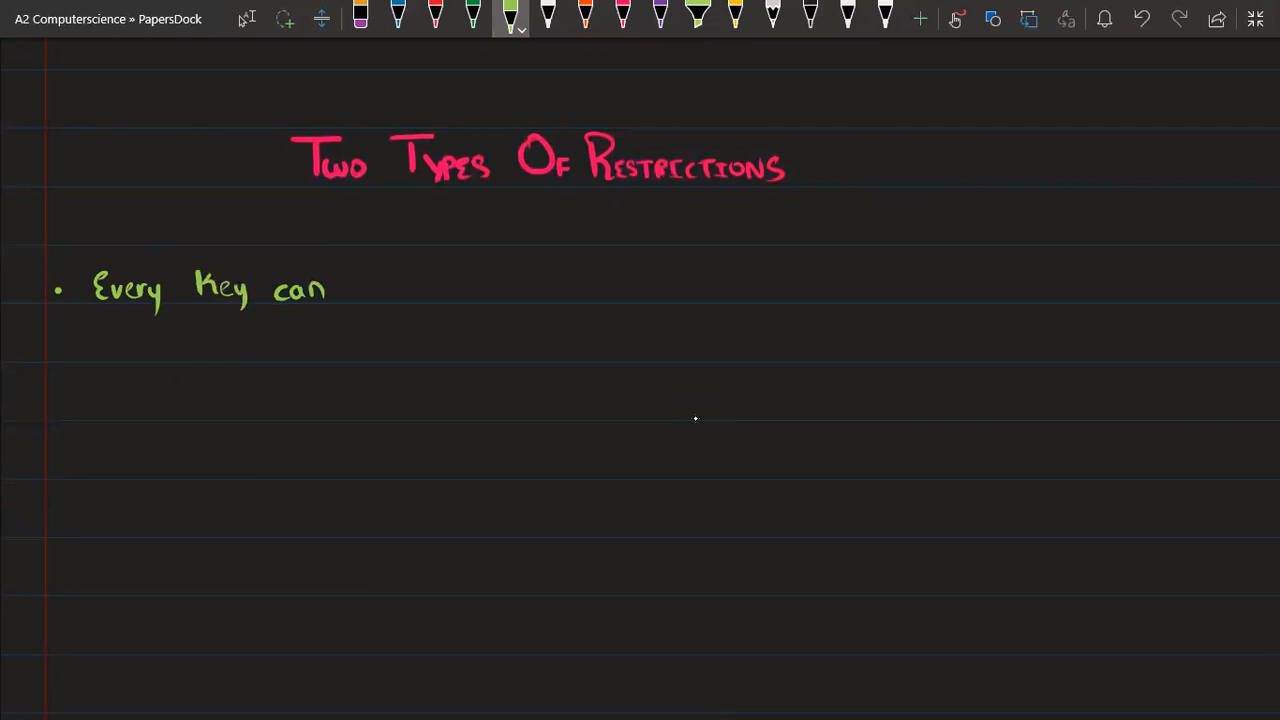 A2 Computerscience » PapersDock
Two Types Of Restrictions
• Every Key can